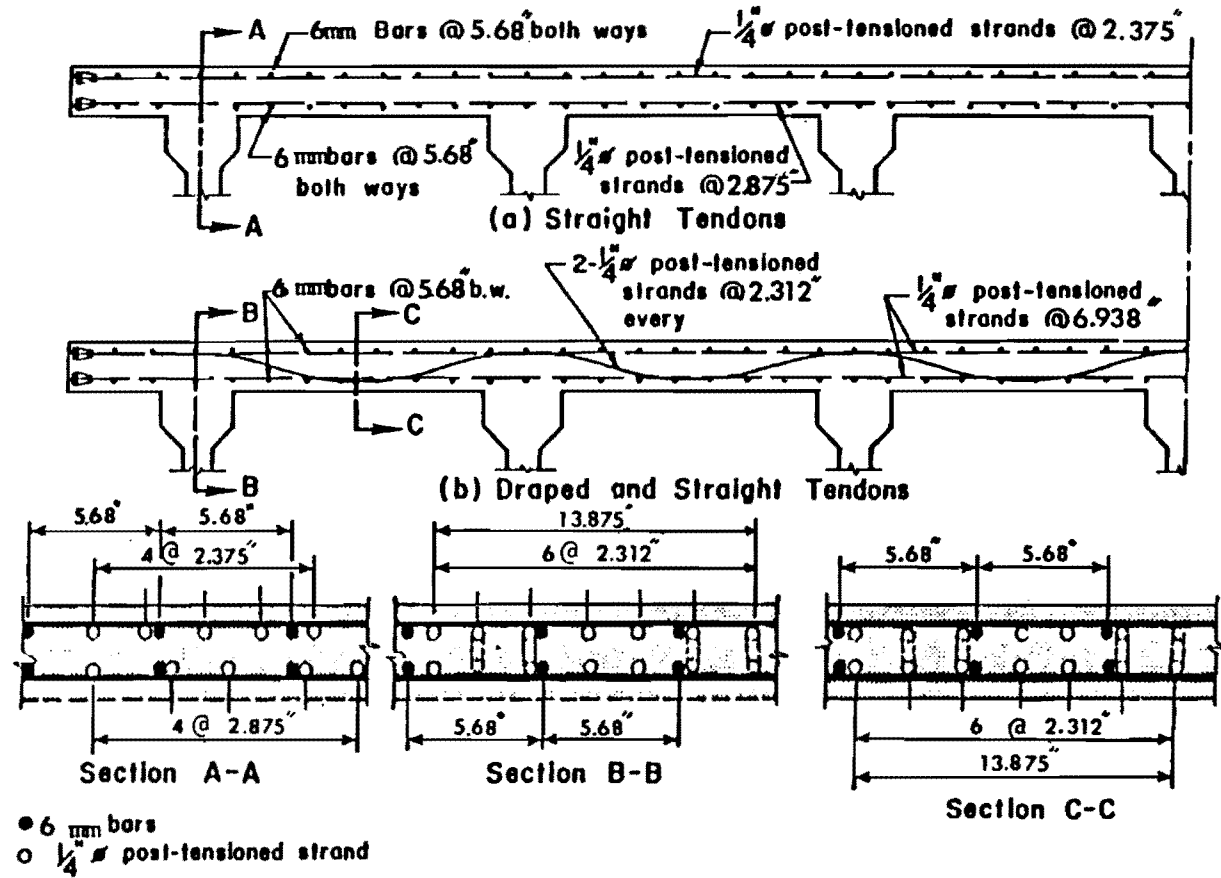 A
6mm Bars @ 5.68" both ways
1/4" ø post-tensioned strands @ 2.375"
6 mm bars @ 5.68"
both ways
1/4" ø post-tensioned
strands @ 2.875"
A
(a) Straight Tendons
2-1/4" ø post-tensioned
strands @ 2.312"
every
6 mm bars @ 5.68" b.w.
1/4" ø post-tensioned
strands @ 6.938"
B
C
C
B
(b) Draped and Straight Tendons
5.68"
5.68"
4 @ 2.375"
13.875"
6 @ 2.312"
5.68"
5.68"
4 @ 2.875"
5.68"
5.68"
6 @ 2.312"
13.875"
Section A-A
Section B-B
Section C-C
6 mm bars
1/4" ø post-tensioned strand